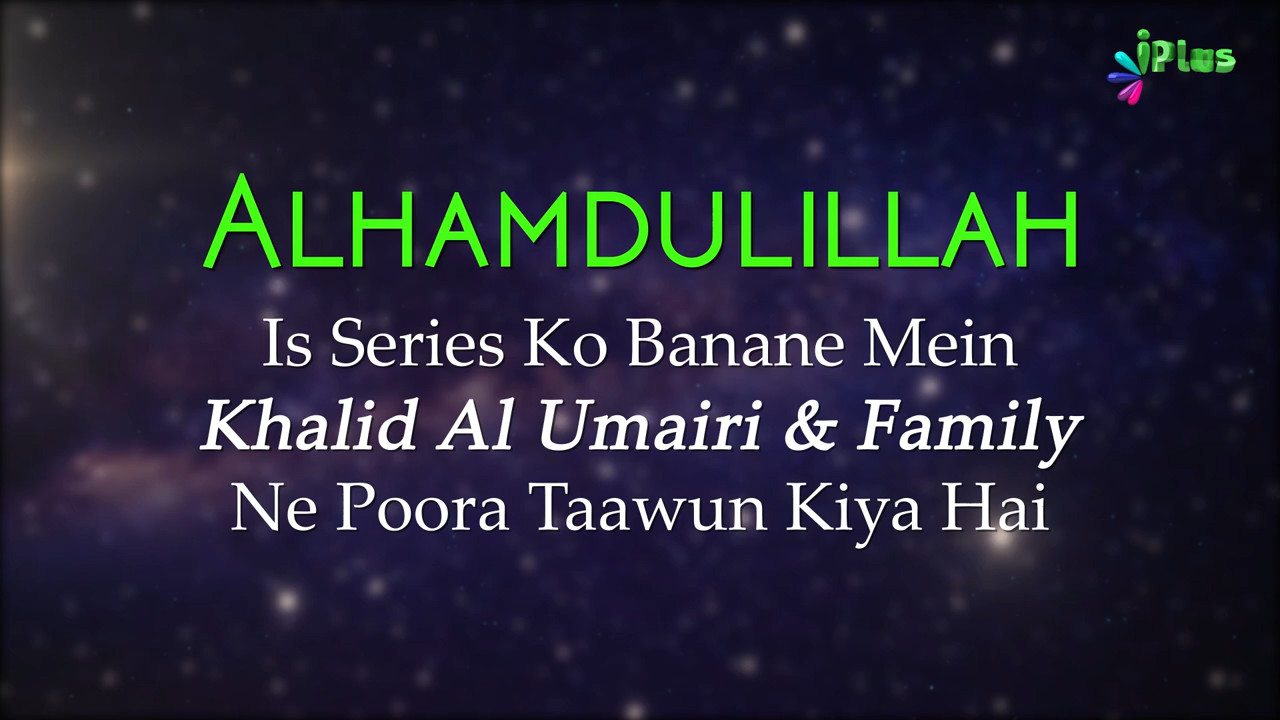 iPlus
ALHAMDULILLAH
Is Series Ko Banane Mein
Khalid Al Umairi & Family
Ne Poora Taawun Kiya Hai